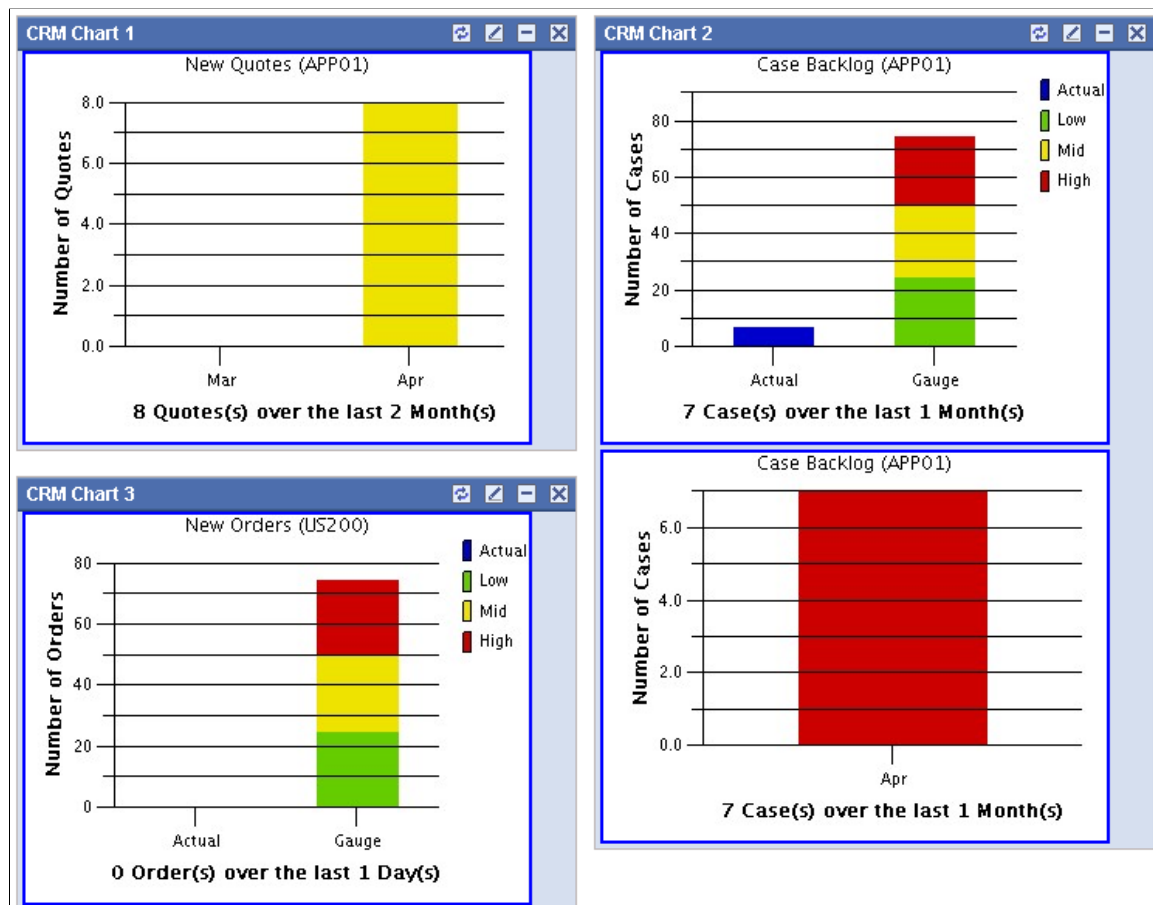 CRM Chart 1
New Quotes (APP01)
Number of Quotes
8.0
6.0
4.0
2.0
0.0
Mar
Apr
8 Quotes(s) over the last 2 Month(s)
CRM Chart 2
Case Backlog (APP01)
Number of Cases
80
60
40
20
0
Actual
Gauge
Actual
Low
Mid
High
7 Case(s) over the last 1 Month(s)
Case Backlog (APP01)
Number of Cases
6.0
4.0
2.0
0.0
Apr
7 Case(s) over the last 1 Month(s)
CRM Chart 3
New Orders (US200)
Number of Orders
80
60
40
20
0
Actual
Gauge
Actual
Low
Mid
High
0 Order(s) over the last 1 Day(s)